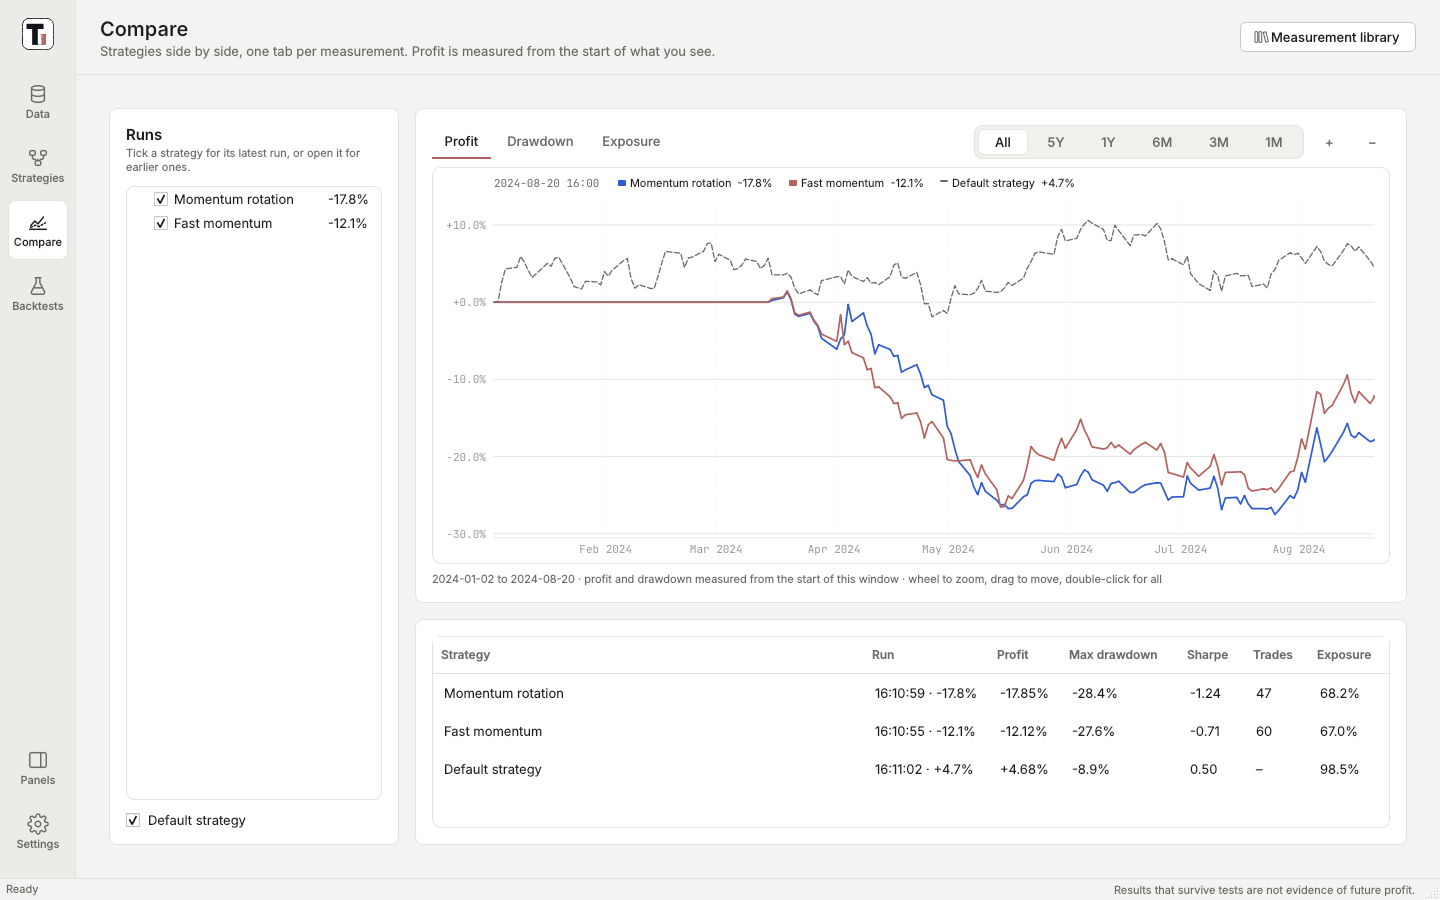 Ti
Compare
Strategies side by side, one tab per measurement. Profit is measured from the start of what you see.
Measurement library
Data
Strategies
Compare
Backtests
Panels
Settings
Runs
Tick a strategy for its latest run, or open it for
earlier ones.
Momentum rotation -17.8%
Fast momentum -12.1%
Default strategy
Profit Drawdown Exposure
All 5Y 1Y 6M 3M 1M + −
2024-08-20 16:00 Momentum rotation -17.8% Fast momentum -12.1% Default strategy +4.7%
+10.0%
+0.0%
-10.0%
-20.0%
-30.0%
Feb 2024 Mar 2024 Apr 2024 May 2024 Jun 2024 Jul 2024 Aug 2024
2024-01-02 to 2024-08-20 · profit and drawdown measured from the start of this window · wheel to zoom, drag to move, double-click for all
Strategy Run Profit Max drawdown Sharpe Trades Exposure
Momentum rotation 16:10:59 · -17.8% -17.85% -28.4% -1.24 47 68.2%
Fast momentum 16:10:55 · -12.1% -12.12% -27.6% -0.71 60 67.0%
Default strategy 16:11:02 · +4.7% +4.68% -8.9% 0.50 – 98.5%
Ready
Results that survive tests are not evidence of future profit.